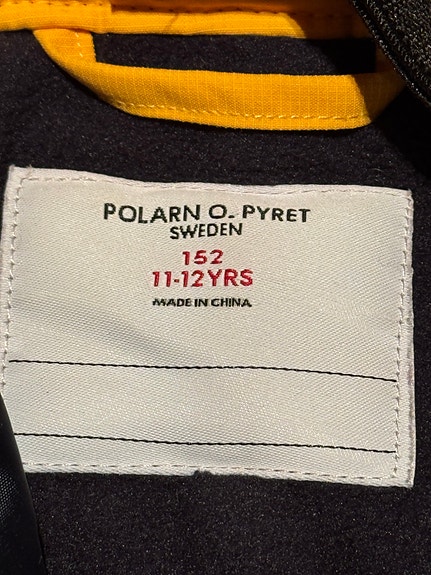 POLARN O. PYRET
SWEDEN
152
11-12YRS
MADE IN CHINA